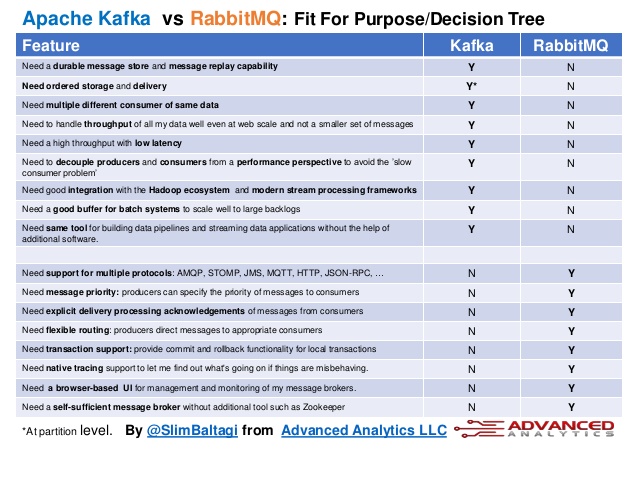 Apache Kafka vs RabbitMQ: Fit For Purpose/Decision Tree
Feature Kafka RabbitMQ
Need a durable message store and message replay capability Y N
Need ordered storage and delivery Y* N
Need multiple different consumer of same data Y N
Need to handle throughput of all my data well even at web scale and not a smaller set of messages Y N
Need a high throughput with low latency Y N
Need to decouple producers and consumers from a performance perspective to avoid the 'slow
consumer problem' Y N
Need good integration with the Hadoop ecosystem and modern stream processing frameworks Y N
Need a good buffer for batch systems to scale well to large backlogs Y N
Need same tool for building data pipelines and streaming data applications without the help of
additional software. Y N
Need support for multiple protocols: AMQP, STOMP, JMS, MQTT, HTTP, JSON-RPC, … N Y
Need message priority: producers can specify the priority of messages to consumers N Y
Need explicit delivery processing acknowledgements of messages from consumers N Y
Need flexible routing: producers direct messages to appropriate consumers N Y
Need transaction support: provide commit and rollback functionality for local transactions N Y
Need native tracing support to let me find out what's going on if things are misbehaving. N Y
Need a browser-based UI for management and monitoring of my message brokers. N Y
Need a self-sufficient message broker without additional tool such as Zookeeper N Y
*At partition level. By @SlimBaltagi from Advanced Analytics LLC
ADVANCED
ANALYTICS